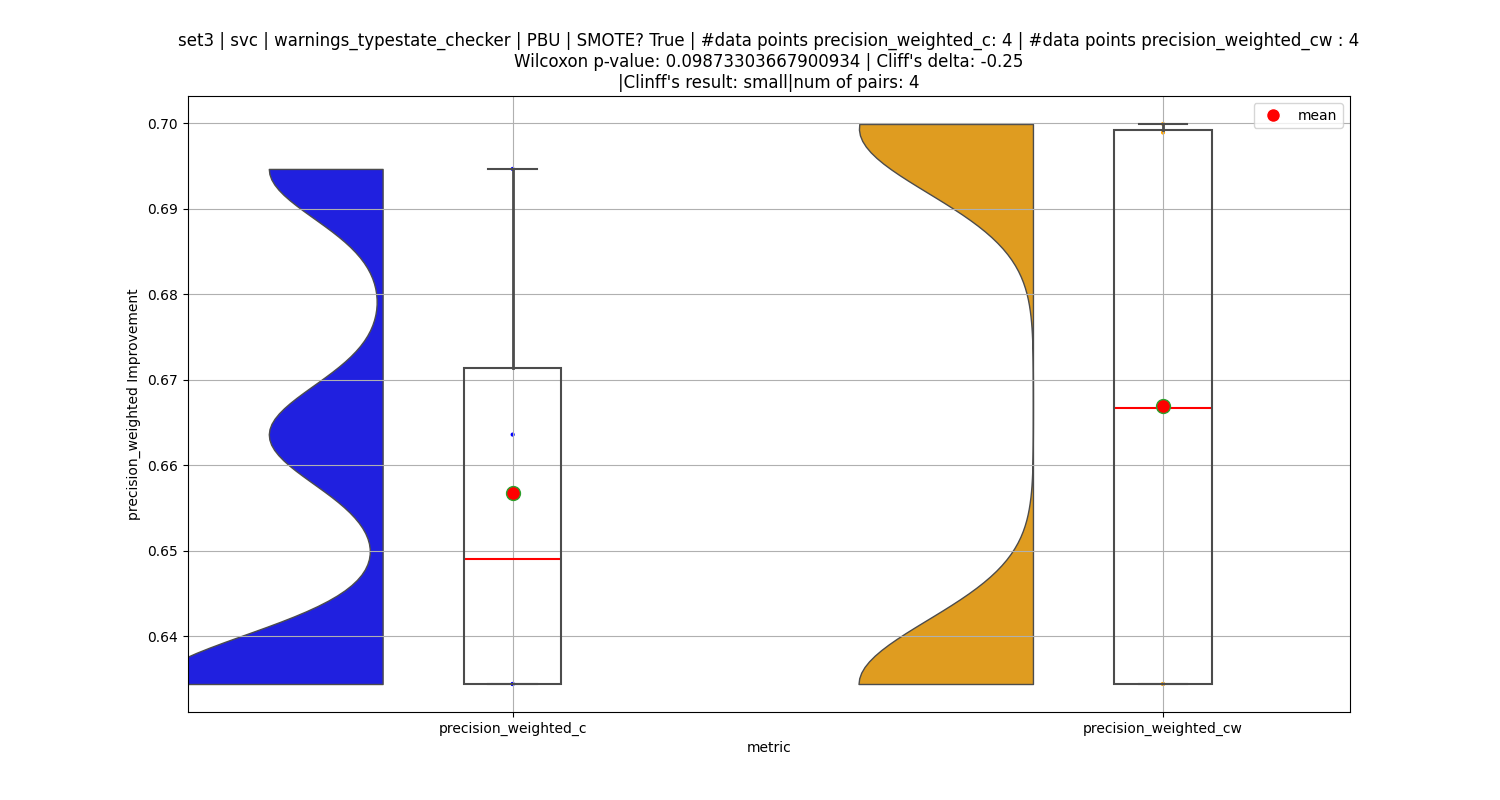 set3 | svc | warnings_typestate_checker | PBU | SMOTE? True | #data points precision_weighted_c: 4 | #data points precision_weighted_cw : 4
Wilcoxon p-value: 0.09873303667900934 | Cliff's delta: -0.25
|Clinff's result: small|num of pairs: 4
mean
0.70
0.69
0.68
0.67
0.66
0.65
0.64
precision_weighted Improvement
precision_weighted_c
precision_weighted_cw
metric